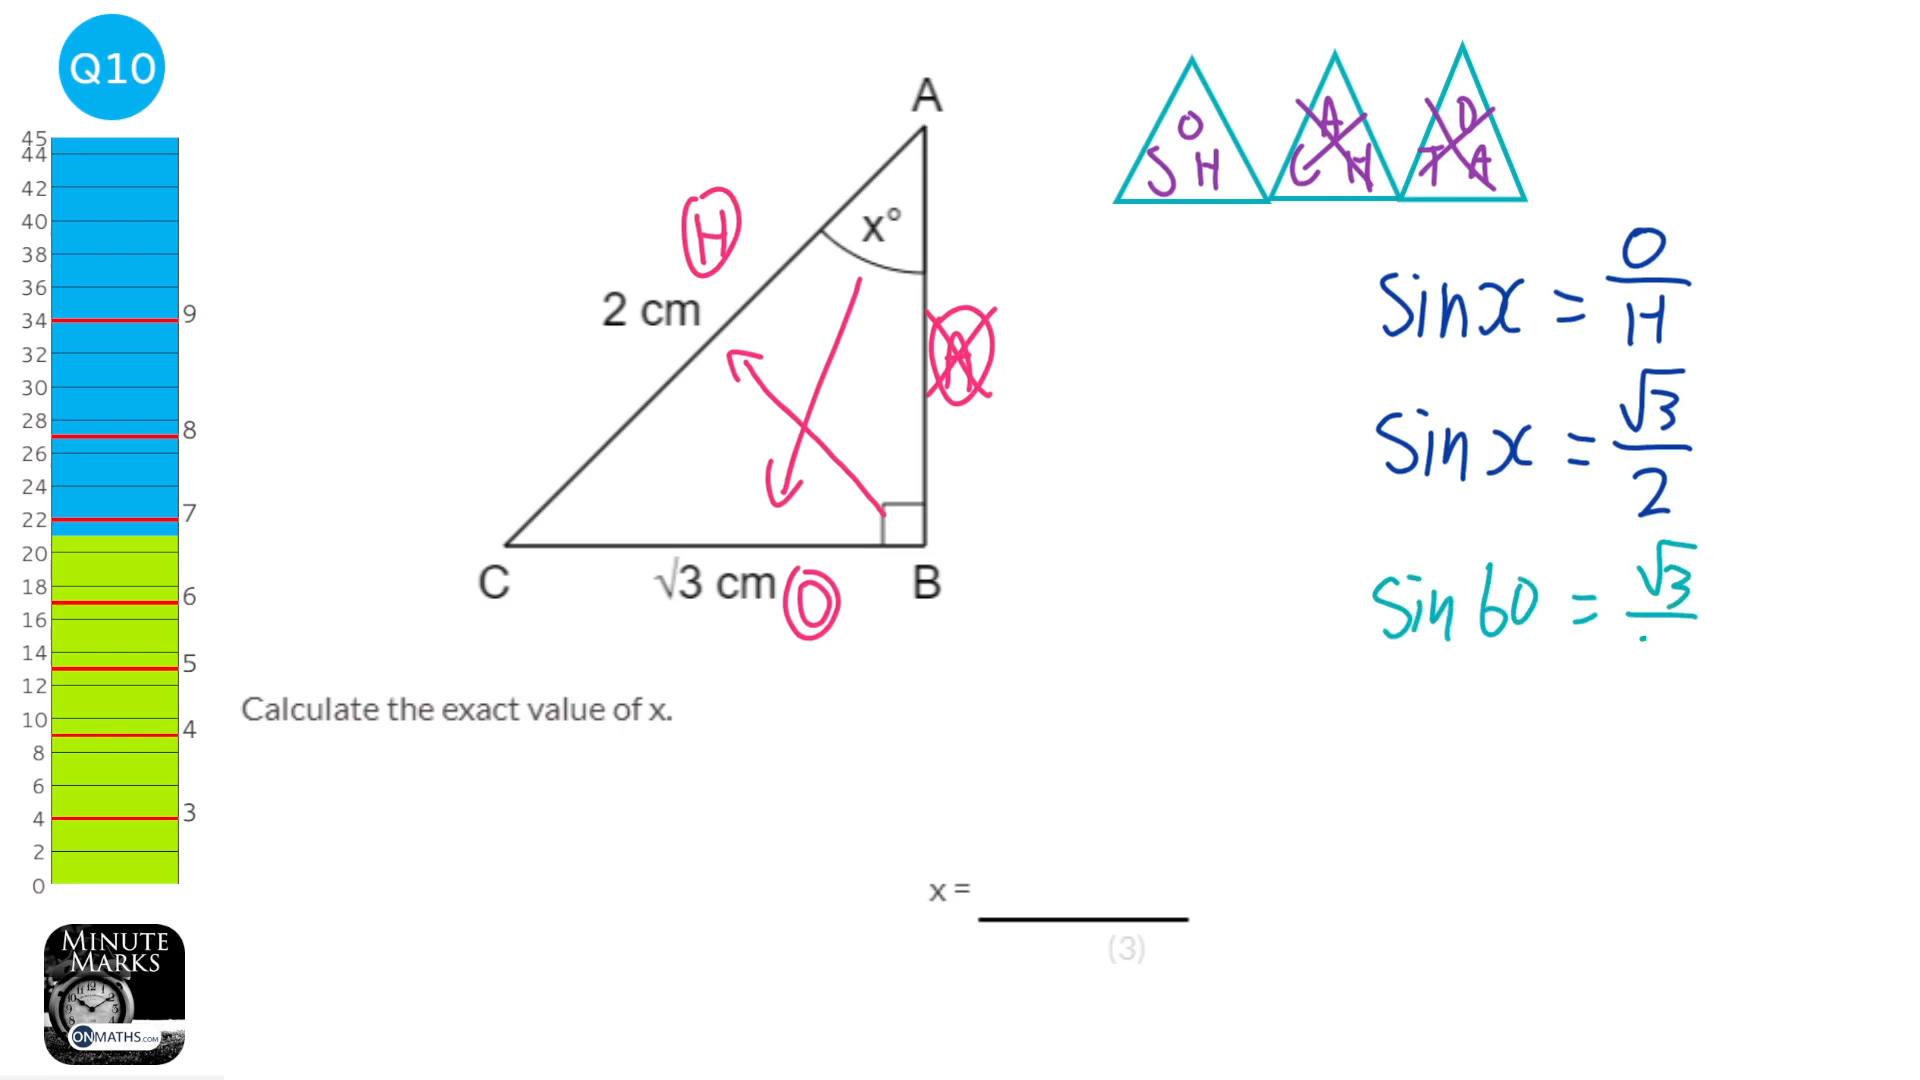 Q10
45
44
42
40
38
36
34
32
30
28
26
24
22
20
18
16
14
12
10
8
6
4
2
0
9
8
7
6
5
4
3
A
x°
H
2 cm
A
C
√3 cm
O
B
O
S H
A
C H
O
T A
sin x = O/H
sin x = √3/2
sin 60 = √3
Calculate the exact value of x.
x =
(3)
MINUTE
MARKS
ONMATHS.COM